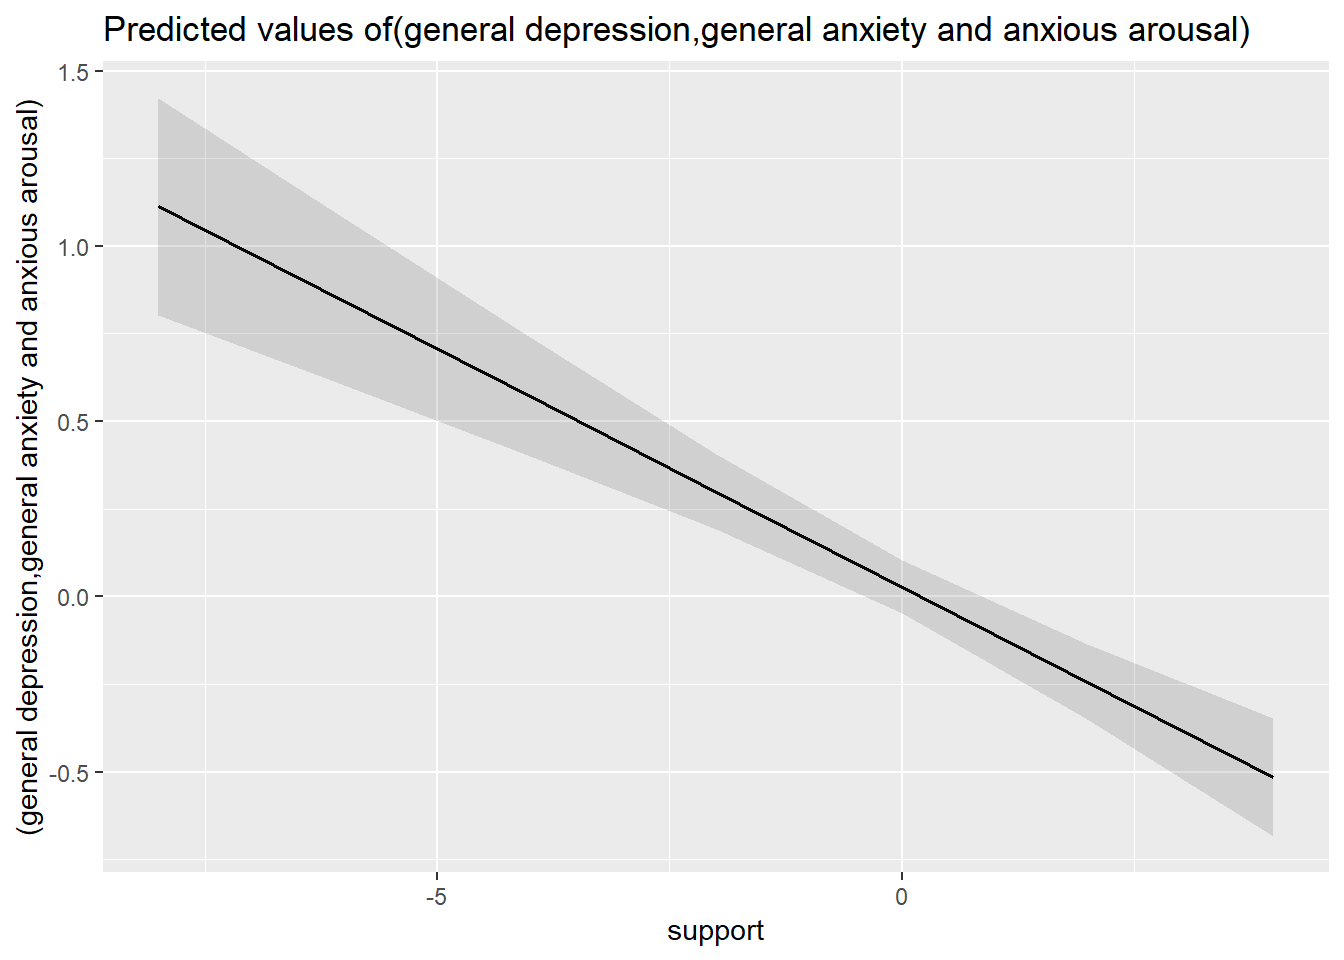 Predicted values of(general depression,general anxiety and anxious arousal)
(general depression,general anxiety and anxious arousal)
1.5
1.0
0.5
0.0
-0.5
-5
0
support